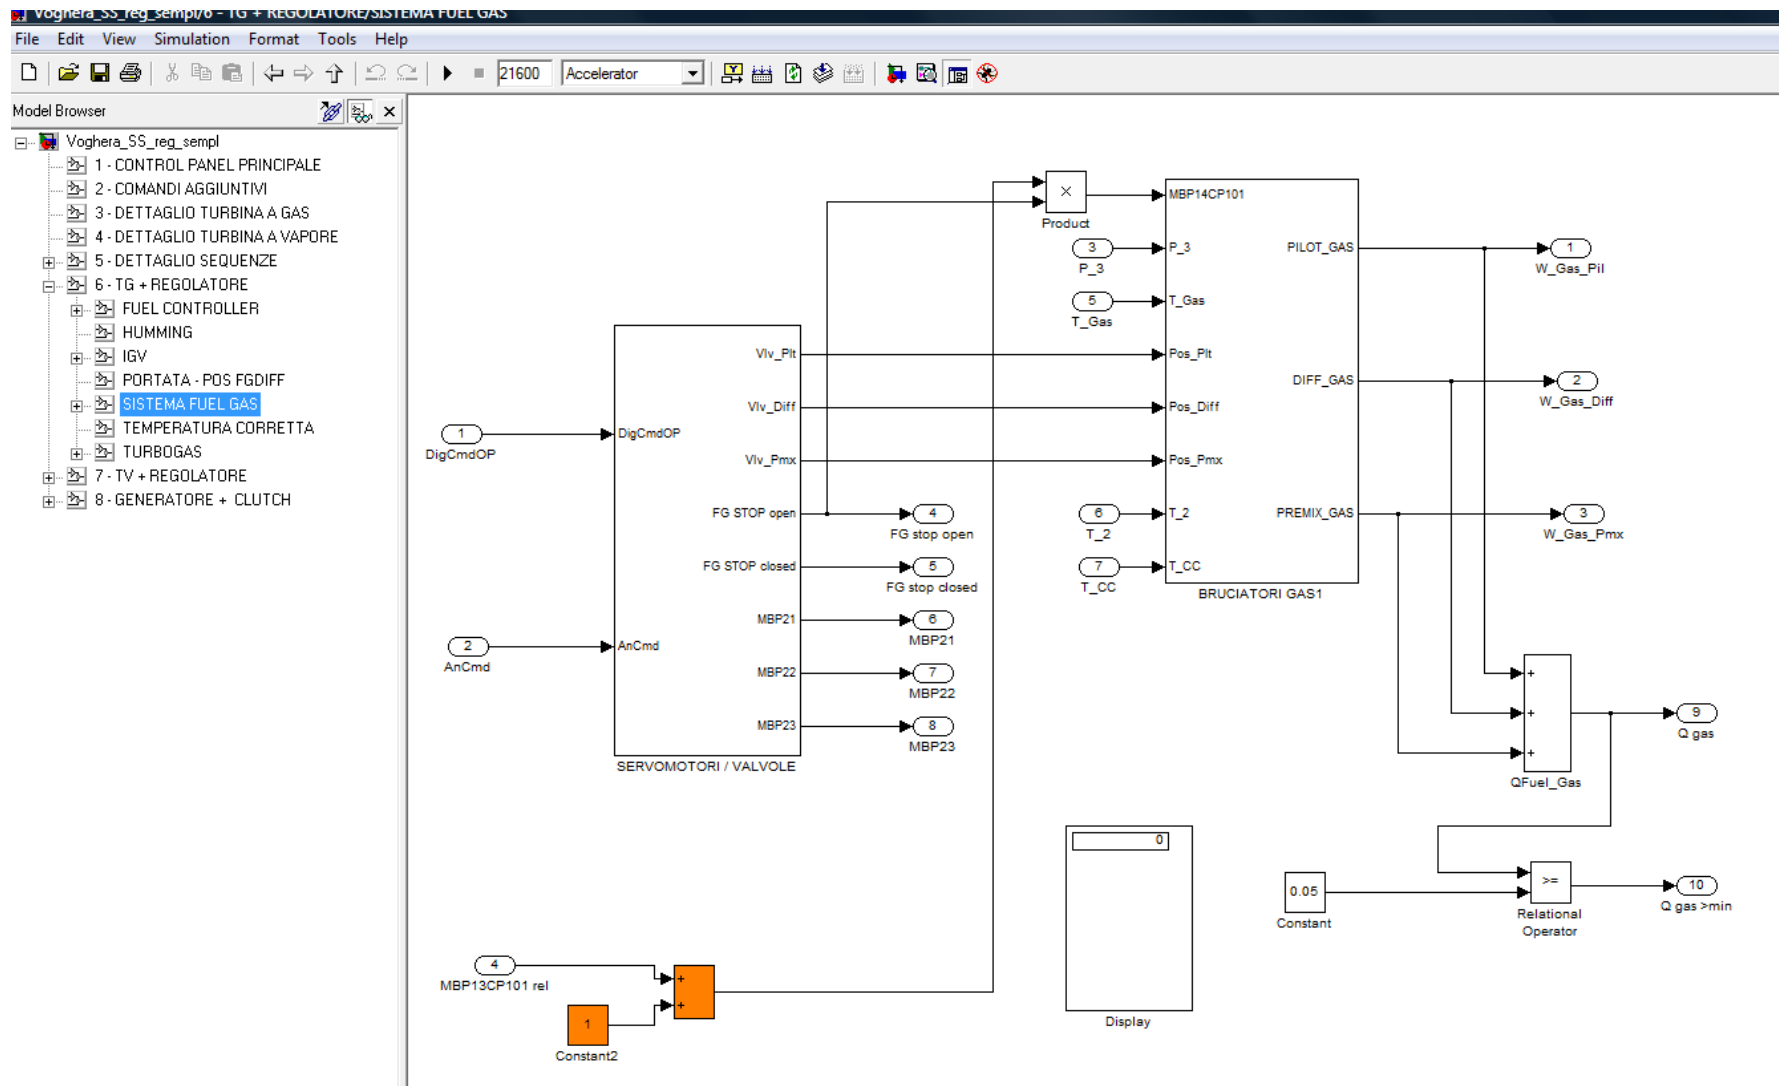 Voghera_SS_reg_sempl/6 - TG + REGOLATORE/SISTEMA FUEL GAS
File Edit View Simulation Format Tools Help
21600 Accelerator
Model Browser
Voghera_SS_reg_sempl
1 - CONTROL PANEL PRINCIPALE
2 - COMANDI AGGIUNTIVI
3 - DETTAGLIO TURBINA A GAS
4 - DETTAGLIO TURBINA A VAPORE
5 - DETTAGLIO SEQUENZE
6 - TG + REGOLATORE
FUEL CONTROLLER
HUMMING
IGV
PORTATA - POS FGDIFF
SISTEMA FUEL GAS
TEMPERATURA CORRETTA
TURBOGAS
7 - TV + REGOLATORE
8 - GENERATORE + CLUTCH
×
Product
MBP14CP101
3
P_3
P_3
PILOT_GAS
1
W_Gas_Pil
5
T_Gas
T_Gas
Vlv_Plt
Pos_Plt
DIFF_GAS
2
W_Gas_Diff
Vlv_Diff
Pos_Diff
1
DigCmdOP
DigCmdOP
Vlv_Pmx
Pos_Pmx
FG STOP open
4
FG stop open
6
T_2
T_2
PREMIX_GAS
3
W_Gas_Pmx
FG STOP closed
5
FG stop closed
7
T_CC
T_CC
BRUCIATORI GAS1
MBP21
6
MBP21
2
AnCmd
AnCmd
MBP22
7
MBP22
MBP23
8
MBP23
SERVOMOTORI / VALVOLE
+
+
+
QFuel_Gas
9
Q gas
0
Display
0.05
Constant
>=
Relational
Operator
10
Q gas >min
4
MBP13CP101 rel
+
+
1
Constant2